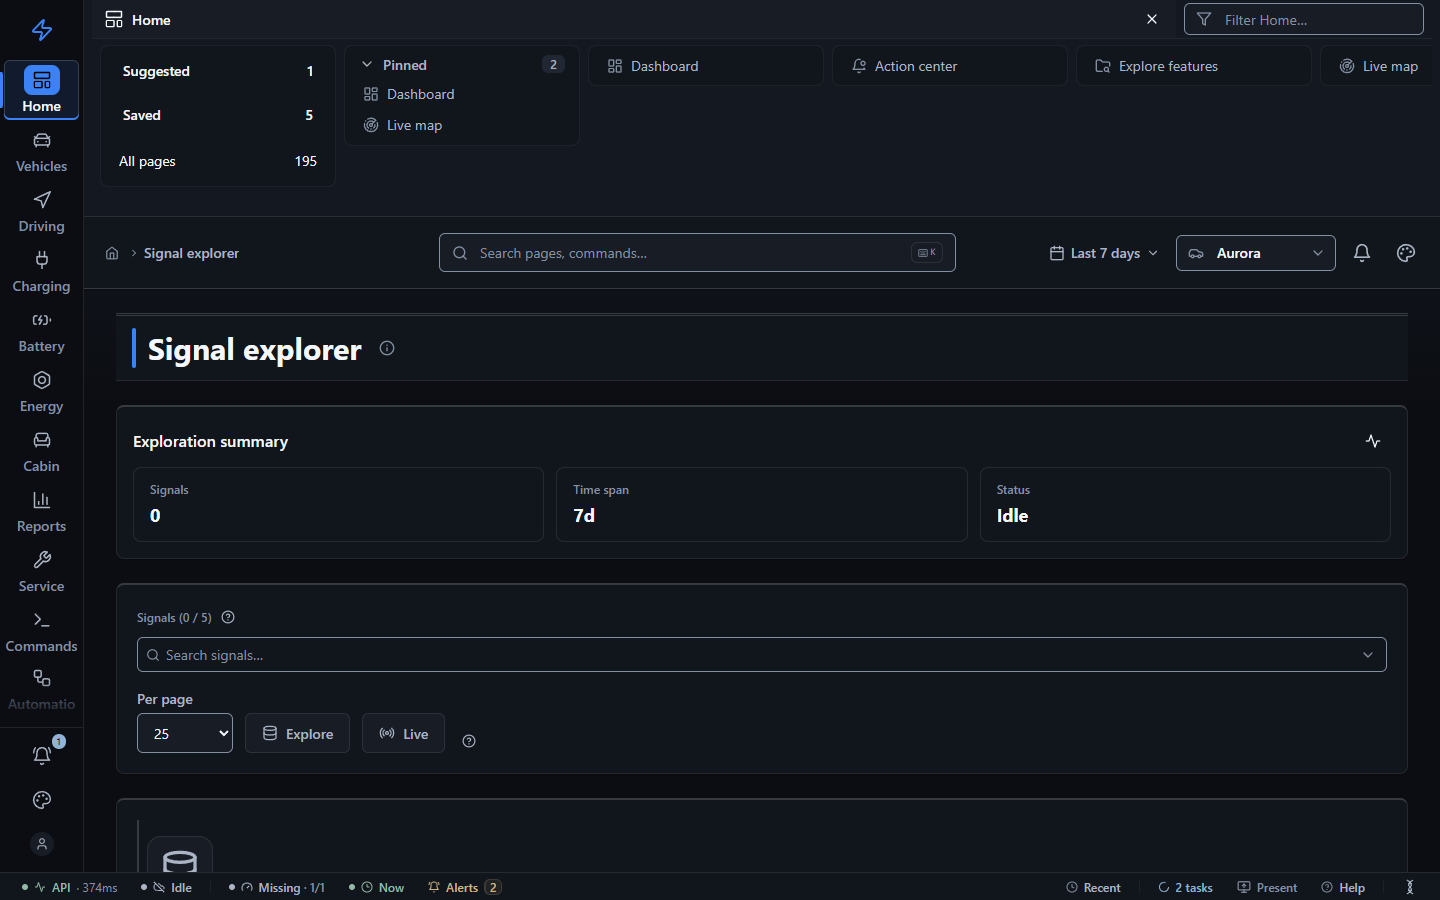 Home
Filter Home...
Suggested 1
Saved 5
All pages 195
Pinned 2
Dashboard
Live map
Dashboard
Action center
Explore features
Live map
Home
Vehicles
Driving
Charging
Battery
Energy
Cabin
Reports
Service
Commands
Automatio
1
Signal explorer
Search pages, commands...
K
Last 7 days
Aurora
Signal explorer
Exploration summary
Signals
0
Time span
7d
Status
Idle
Signals (0 / 5)
Search signals...
Per page
25
Explore
Live
API · 374ms
Idle
Missing · 1/1
Now
Alerts 2
Recent
2 tasks
Present
Help